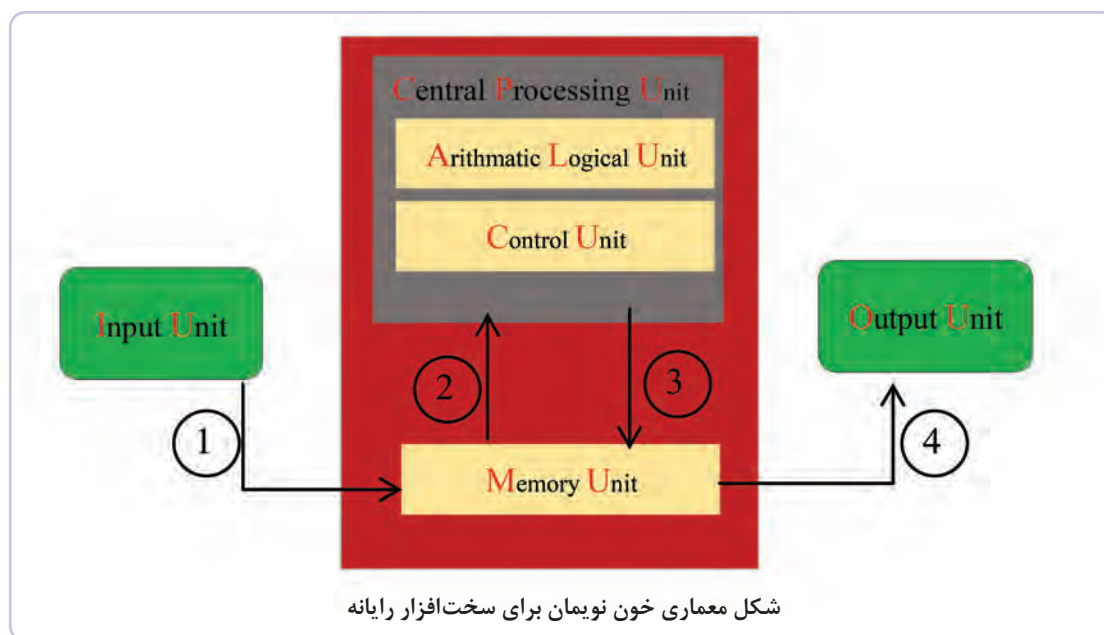 Central Processing Unit
Arithmatic Logical Unit
Control Unit
Input Unit
Output Unit
2
3
1
4
Memory Unit
شکل معماری خون نویمان برای سخت‌افزار رایانه